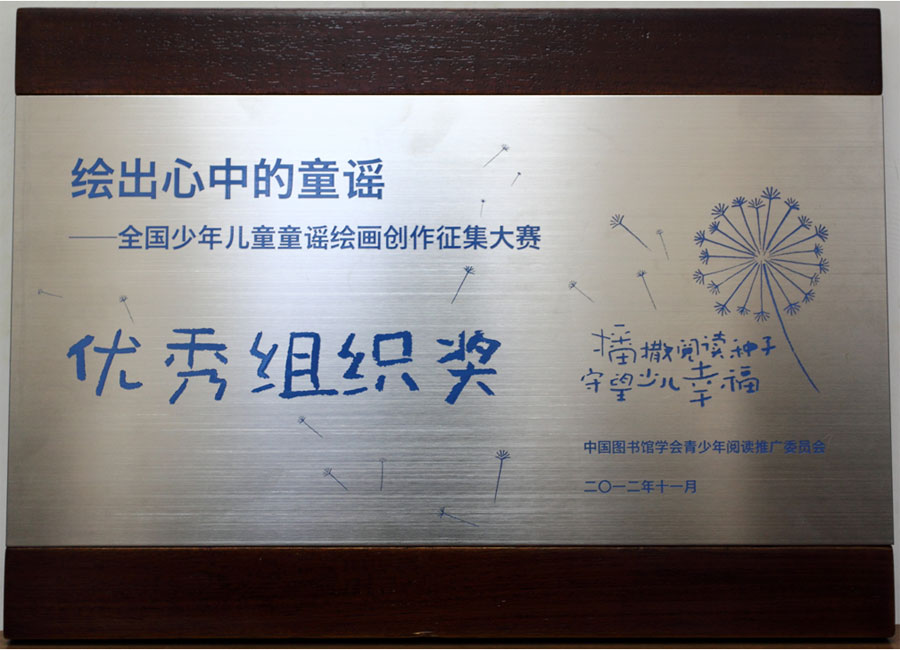 绘出心中的童谣
——全国少年儿童童谣绘画创作征集大赛
优秀组织奖
播撒阅读种子
守望少儿幸福
中国图书馆学会青少年阅读推广委员会
二〇一二年十一月